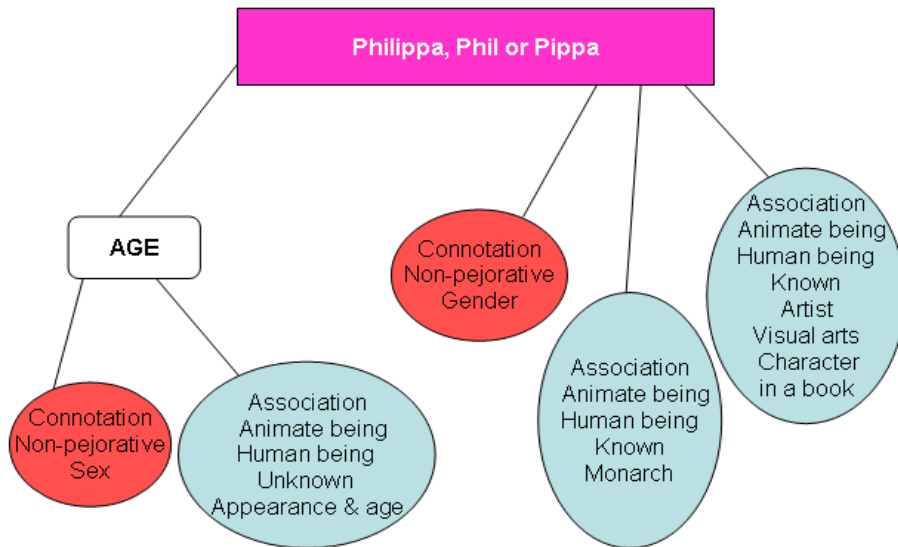 Philippa, Phil or Pippa
AGE
Connotation
Non-pejorative
Sex
Association
Animate being
Human being
Unknown
Appearance & age
Connotation
Non-pejorative
Gender
Association
Animate being
Human being
Known
Monarch
Association
Animate being
Human being
Known
Artist
Visual arts
Character
in a book